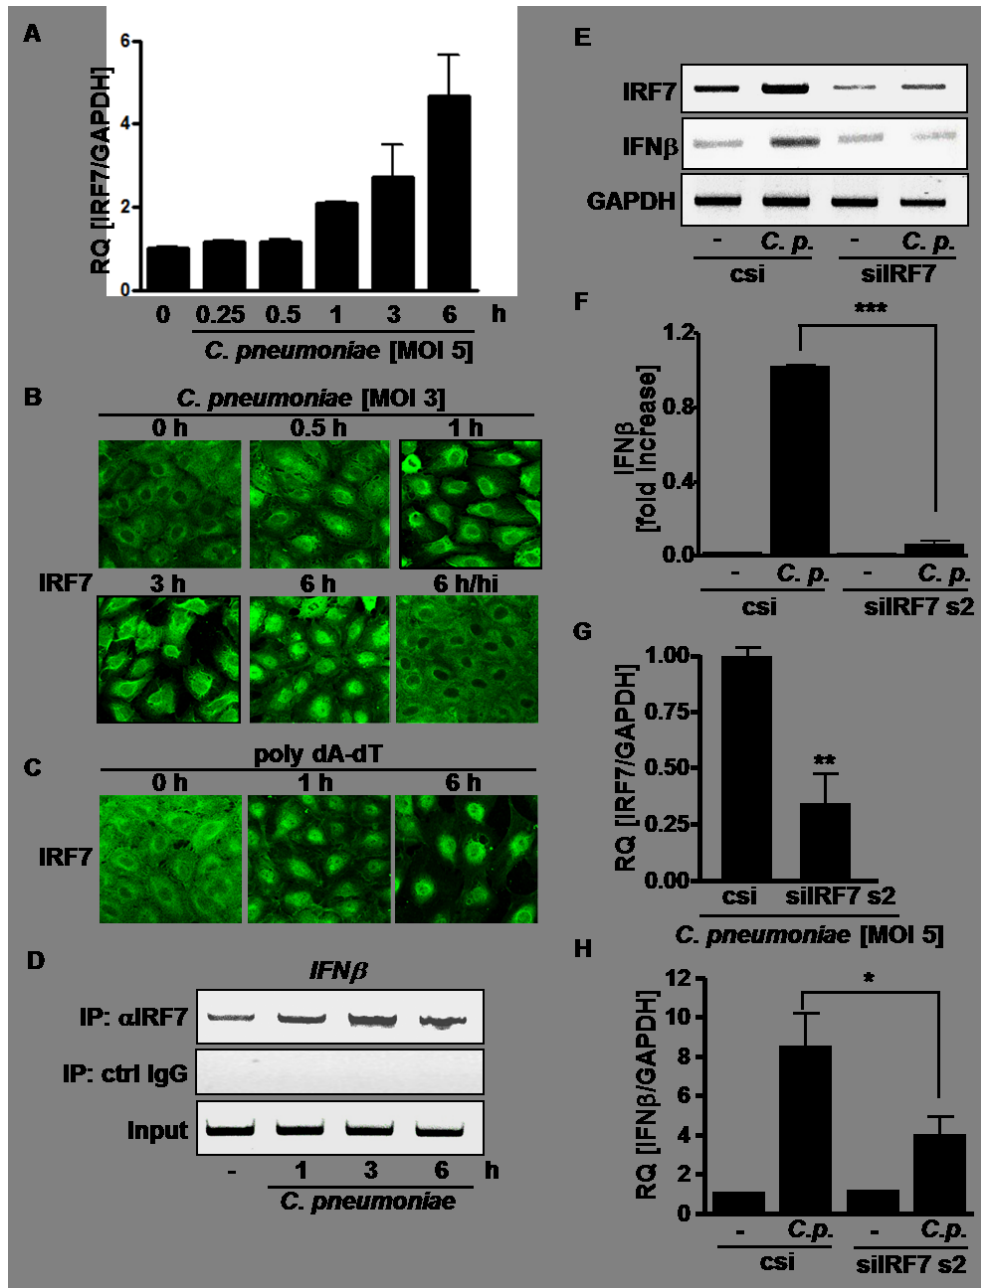 A
RQ [IRF7/GAPDH]
6
4
2
0
0 0.25 0.5 1 3 6 h
C. pneumoniae [MOI 5]
B
C. pneumoniae [MOI 3]
0 h 0.5 h 1 h
IRF7 3 h 6 h 6 h/hi
C
poly dA-dT
0 h 1 h 6 h
IRF7
D
IFNβ
IP: αIRF7
IP: ctrl IgG
Input
- 1 3 6 h
C. pneumoniae
E
IRF7
IFNβ
GAPDH
- C. p. - C. p.
csi siIRF7
F
***
IFNβ
[fold increase]
1.2
0.8
0.4
0.0
- C. p. - C. p.
csi siIRF7 s2
G
RQ [IRF7/GAPDH]
1.00
0.75
0.50
0.25
0.00
**
csi siIRF7 s2
C. pneumoniae [MOI 5]
H
RQ [IFNβ/GAPDH]
12
10
8
6
4
2
0
*
- C.p. - C.p.
csi siIRF7 s2